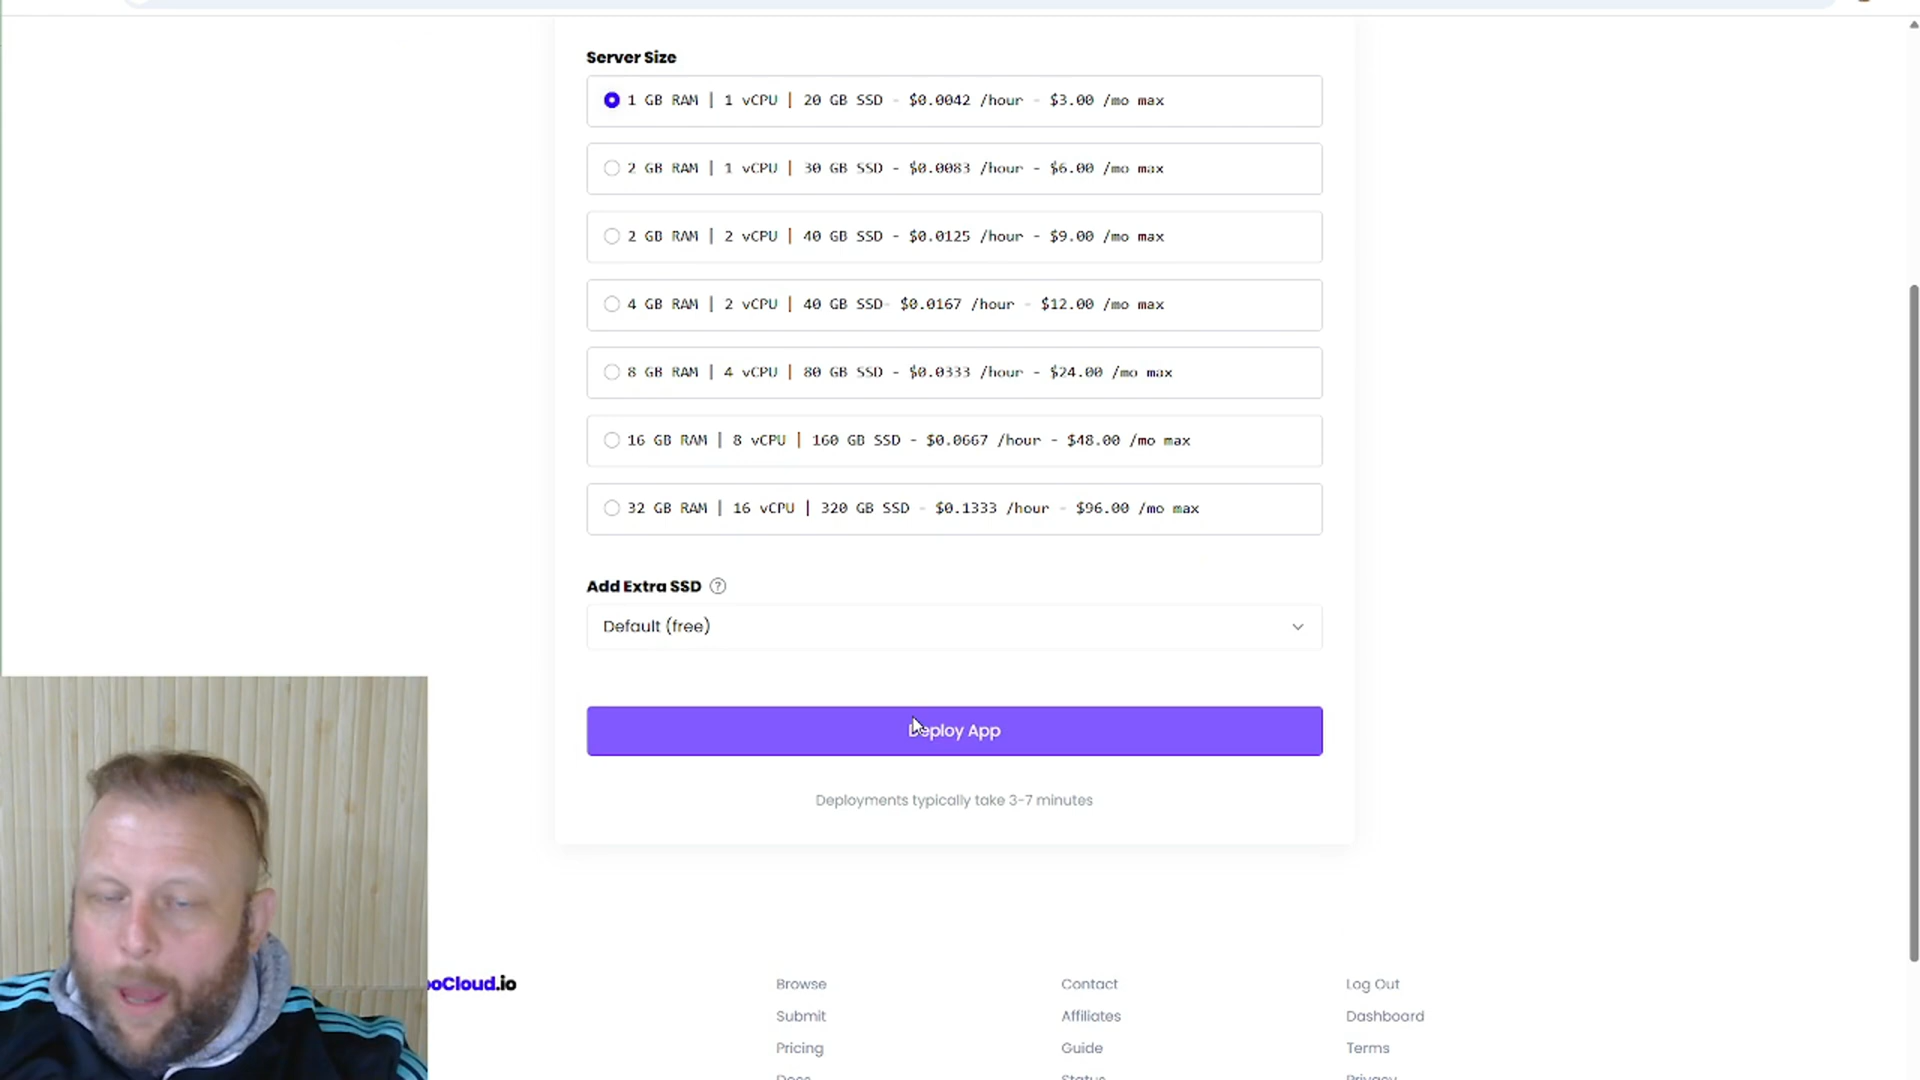 Server Size
1 GB RAM | 1 vCPU | 20 GB SSD - $0.0042 /hour - $3.00 /mo max
2 GB RAM | 1 vCPU | 30 GB SSD - $0.0083 /hour - $6.00 /mo max
2 GB RAM | 2 vCPU | 40 GB SSD - $0.0125 /hour - $9.00 /mo max
4 GB RAM | 2 vCPU | 40 GB SSD- $0.0167 /hour - $12.00 /mo max
8 GB RAM | 4 vCPU | 80 GB SSD - $0.0333 /hour - $24.00 /mo max
16 GB RAM | 8 vCPU | 160 GB SSD - $0.0667 /hour - $48.00 /mo max
32 GB RAM | 16 vCPU | 320 GB SSD - $0.1333 /hour - $96.00 /mo max
Add Extra SSD ?
Default (free)
Deploy App
Deployments typically take 3-7 minutes
oCloud.io
Browse
Submit
Pricing
Docs
Contact
Affiliates
Guide
Status
Log Out
Dashboard
Terms
Privacy